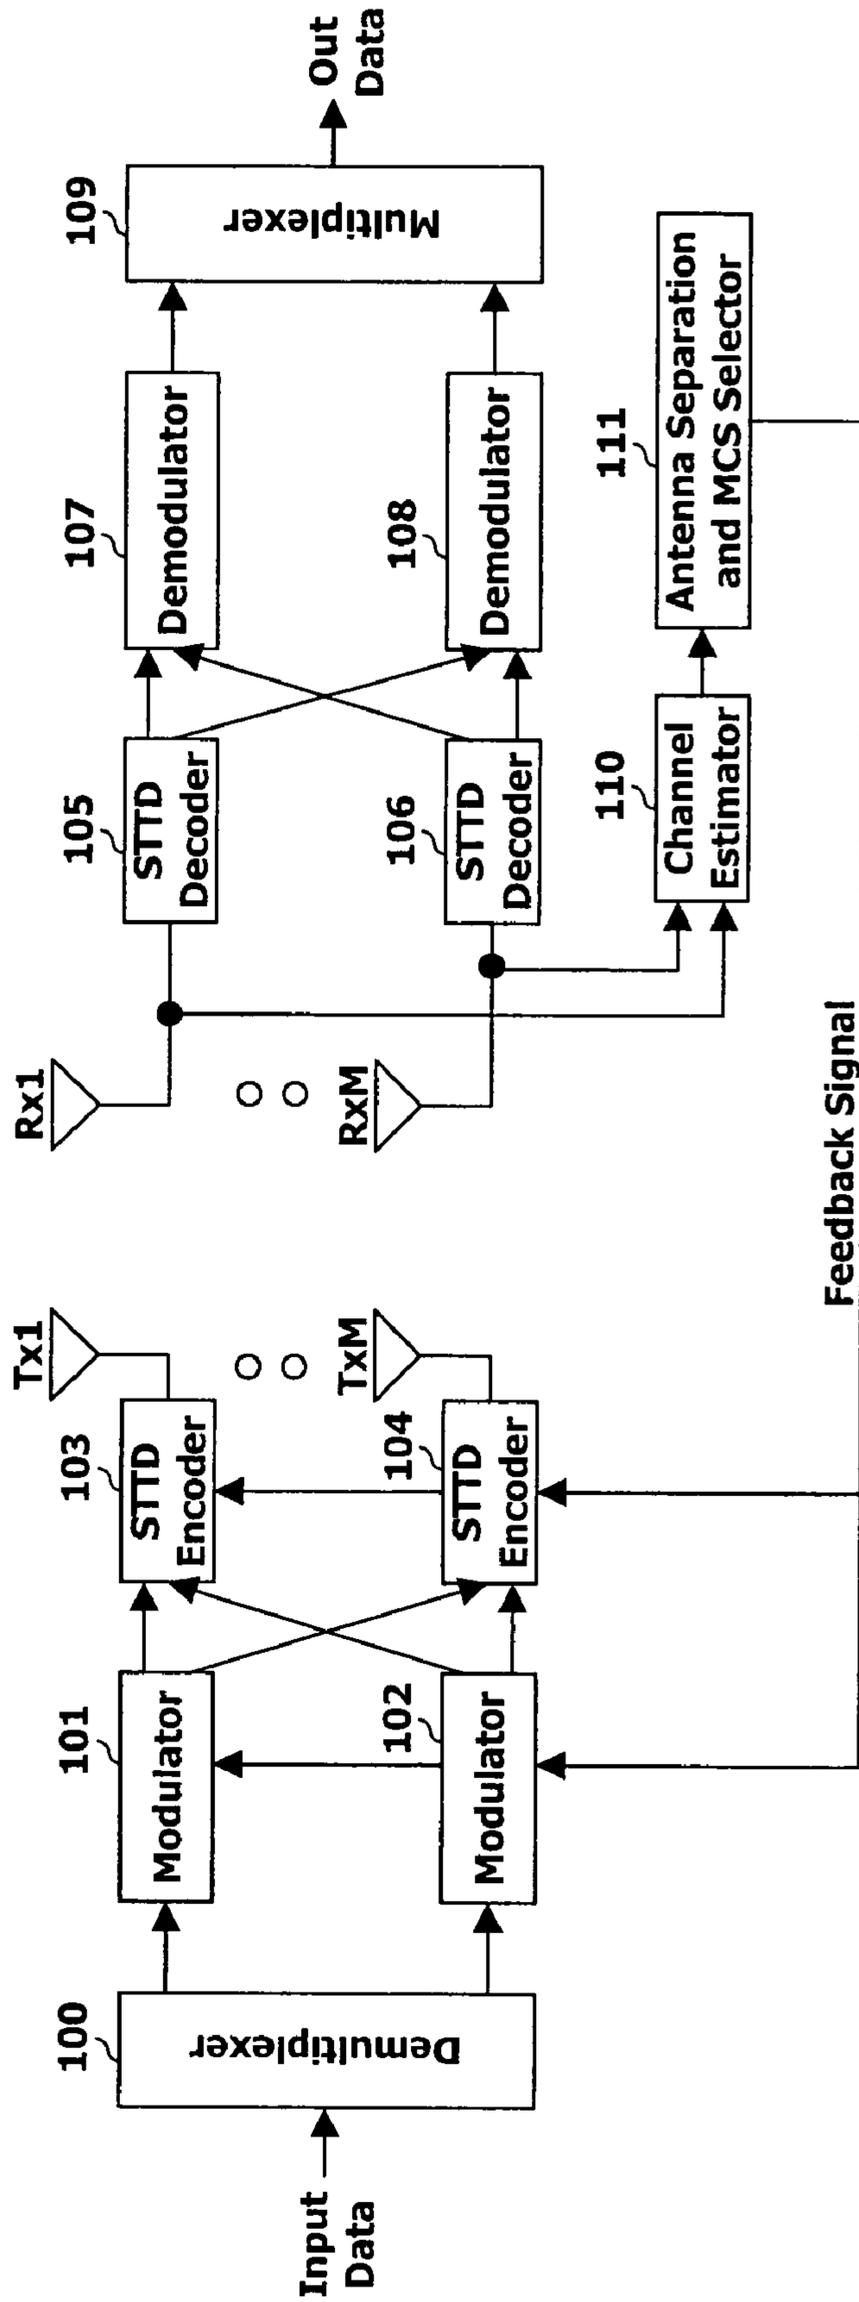 Input
Data
100
Demultiplexer
101
Modulator
102
Modulator
103
STTD
Encoder
104
STTD
Encoder
Tx1
TxM
Feedback Signal
Rx1
RxM
105
STTD
Decoder
106
STTD
Decoder
107
Demodulator
108
Demodulator
109
Multiplexer
Out
Data
110
Channel
Estimator
111
Antenna Separation
and MCS Selector